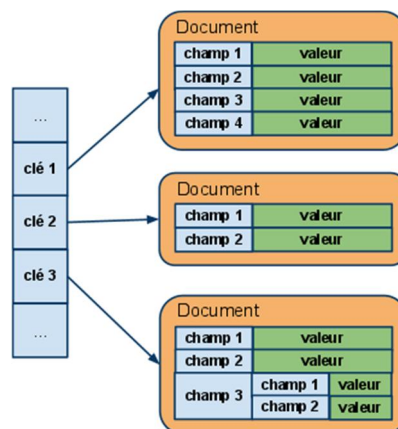 Document
champ 1 valeur
champ 2 valeur
champ 3 valeur
champ 4 valeur
...
clé 1
clé 2
clé 3
...
Document
champ 1 valeur
champ 2 valeur
Document
champ 1 valeur
champ 2 valeur
champ 3
champ 1 valeur
champ 2 valeur